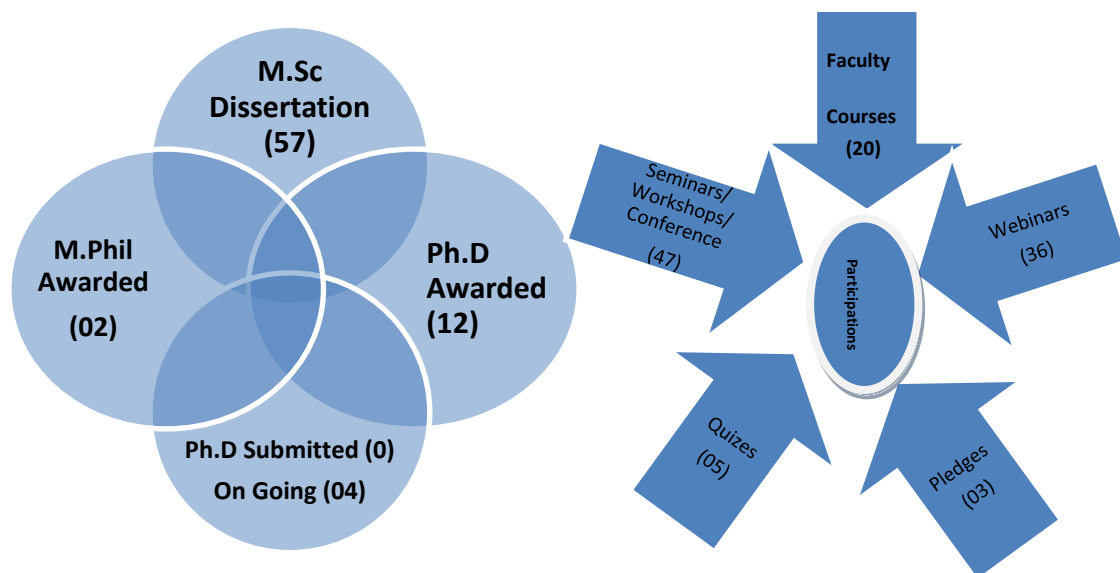 M.Sc
Dissertation
(57)
M.Phil
Awarded
(02)
Ph.D
Awarded
(12)
Ph.D Submitted (0)
On Going (04)
Faculty
Courses
(20)
Seminars/
Workshops/
Conference
(47)
Webinars
(36)
Participations
Quizes
(05)
Pledges
(03)